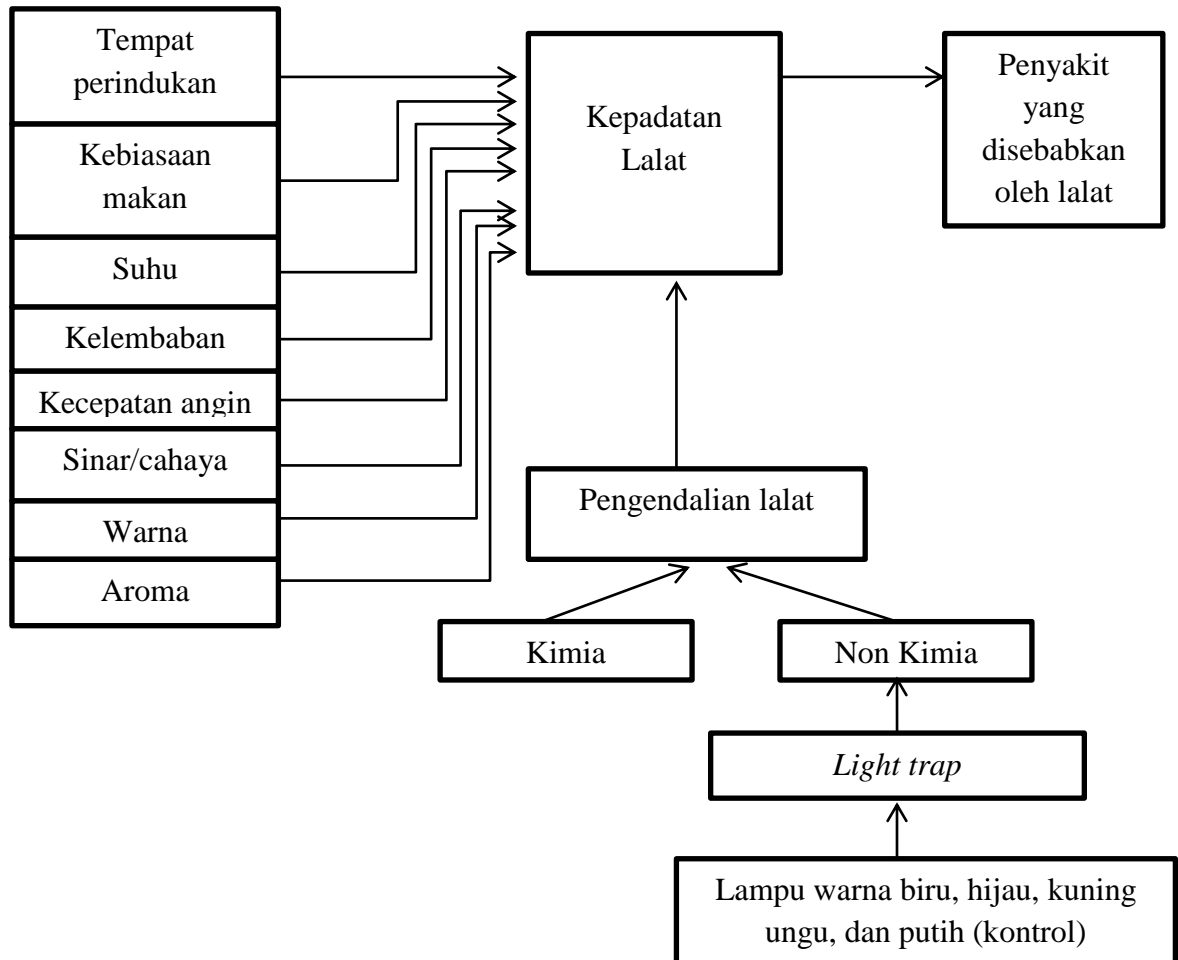 Tempat
perindukan
Kebiasaan
makan
Suhu
Kelembaban
Kecepatan angin
Sinar/cahaya
Warna
Aroma
Kepadatan
Lalat
Penyakit
yang
disebabkan
oleh lalat
Pengendalian lalat
Kimia
Non Kimia
Light trap
Lampu warna biru, hijau, kuning
ungu, dan putih (kontrol)